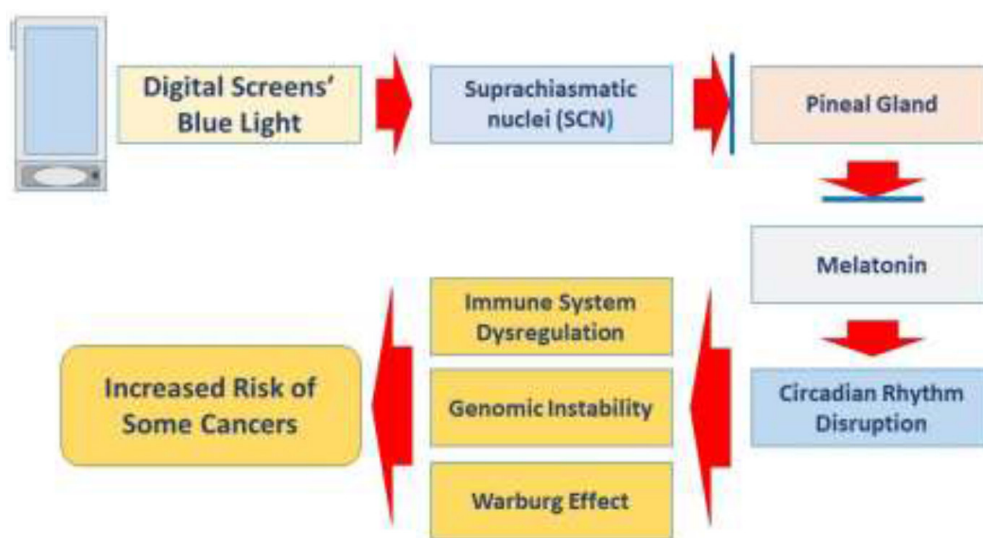 Digital Screens'
Blue Light
Suprachiasmatic
nuclei (SCN)
Pineal Gland
Melatonin
Circadian Rhythm
Disruption
Immune System
Dysregulation
Genomic Instability
Warburg Effect
Increased Risk of
Some Cancers